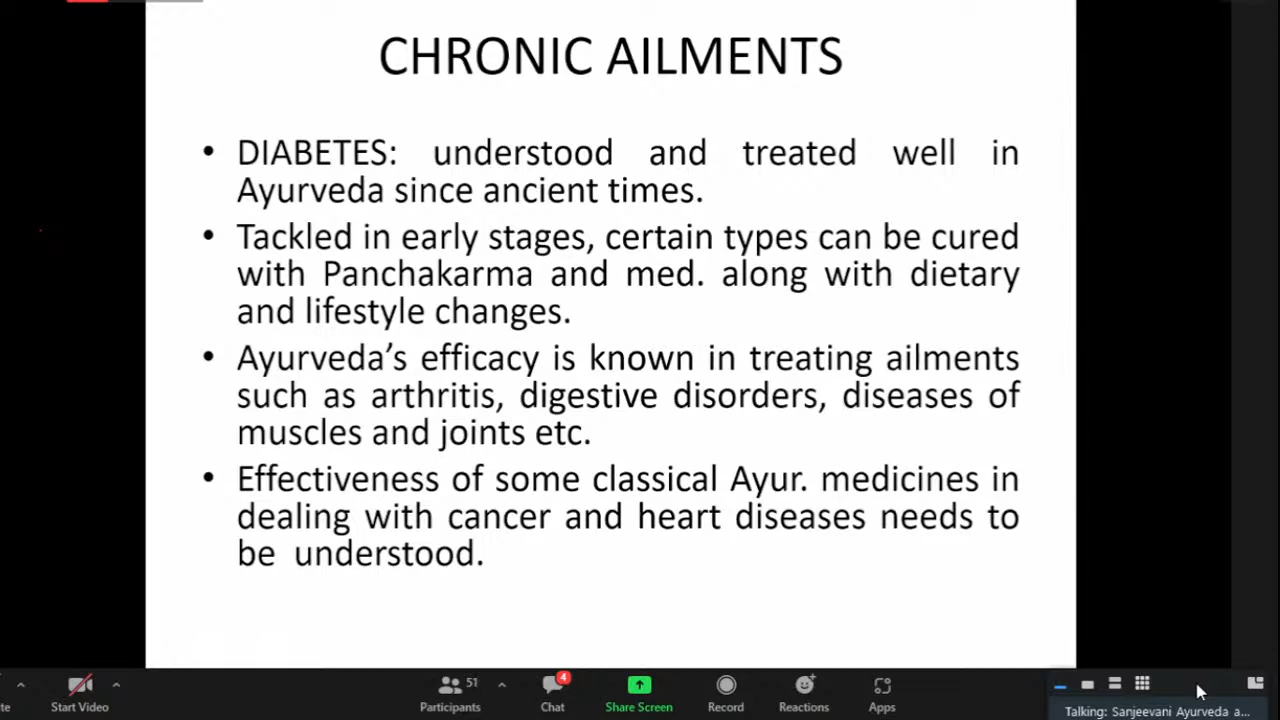 CHRONIC AILMENTS
• DIABETES: understood and treated well in
Ayurveda since ancient times.
• Tackled in early stages, certain types can be cured
with Panchakarma and med. along with dietary
and lifestyle changes.
• Ayurveda's efficacy is known in treating ailments
such as arthritis, digestive disorders, diseases of
muscles and joints etc.
• Effectiveness of some classical Ayur. medicines in
dealing with cancer and heart diseases needs to
be understood.
51
4
te
Start Video
Participants
Chat
Share Screen
Record
Reactions
Apps
Talking: Sanjeevani Ayurveda a...